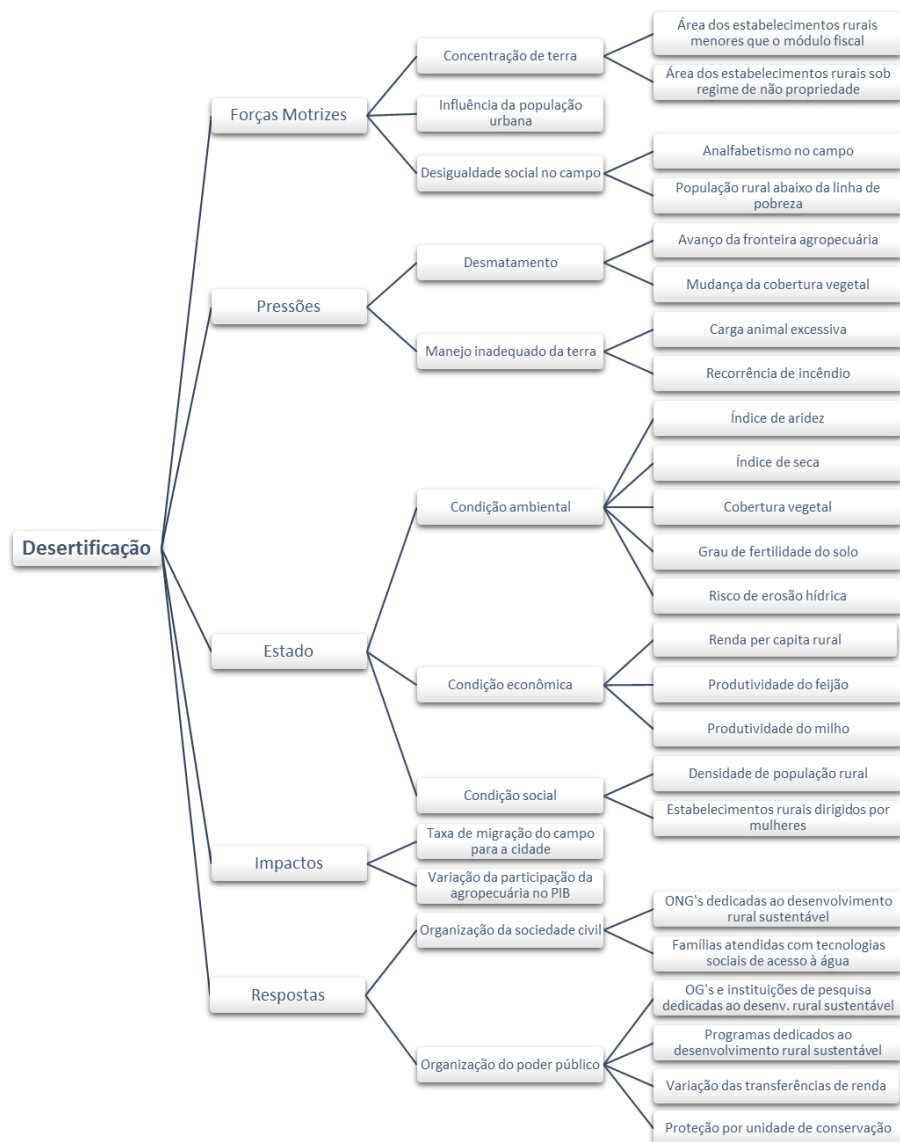 Desertificação
Forças Motrizes
Concentração de terra
Área dos estabelecimentos rurais
menores que o módulo fiscal
Área dos estabelecimentos rurais sob
regime de não propriedade
Influência da população
urbana
Desigualdade social no campo
Analfabetismo no campo
População rural abaixo da linha de
pobreza
Pressões
Desmatamento
Avanço da fronteira agropecuária
Mudança da cobertura vegetal
Manejo inadequado da terra
Carga animal excessiva
Recorrência de incêndio
Estado
Condição ambiental
Índice de aridez
Índice de seca
Cobertura vegetal
Grau de fertilidade do solo
Risco de erosão hídrica
Condição econômica
Renda per capita rural
Produtividade do feijão
Produtividade do milho
Condição social
Densidade de população rural
Estabelecimentos rurais dirigidos por
mulheres
Impactos
Taxa de migração do campo
para a cidade
Variação da participação da
agropecuária no PIB
Respostas
Organização da sociedade civil
ONG's dedicadas ao desenvolvimento
rural sustentável
Famílias atendidas com tecnologias
sociais de acesso à água
Organização do poder público
OG's e instituições de pesquisa
dedicadas ao desenv. rural sustentável
Programas dedicados ao
desenvolvimento rural sustentável
Variação das transferências de renda
Proteção por unidade de conservação